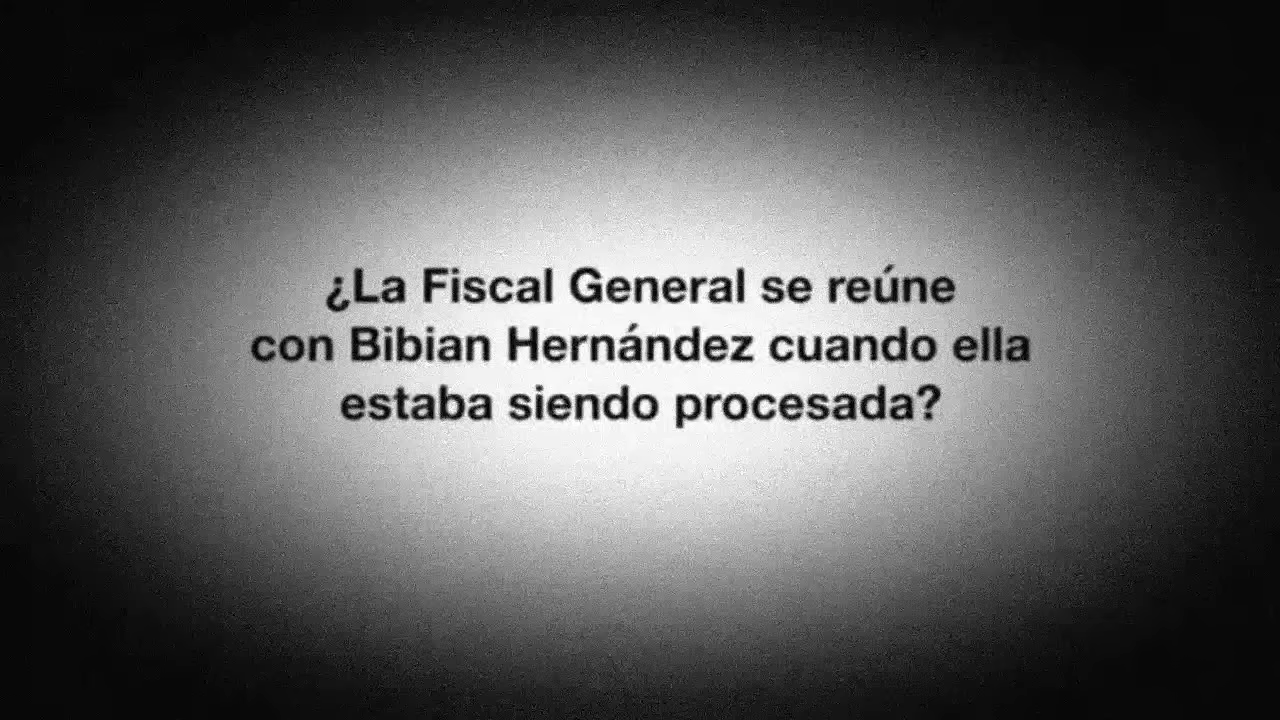 ¿La Fiscal General se reúne
con Bibian Hernández cuando ella
estaba siendo procesada?